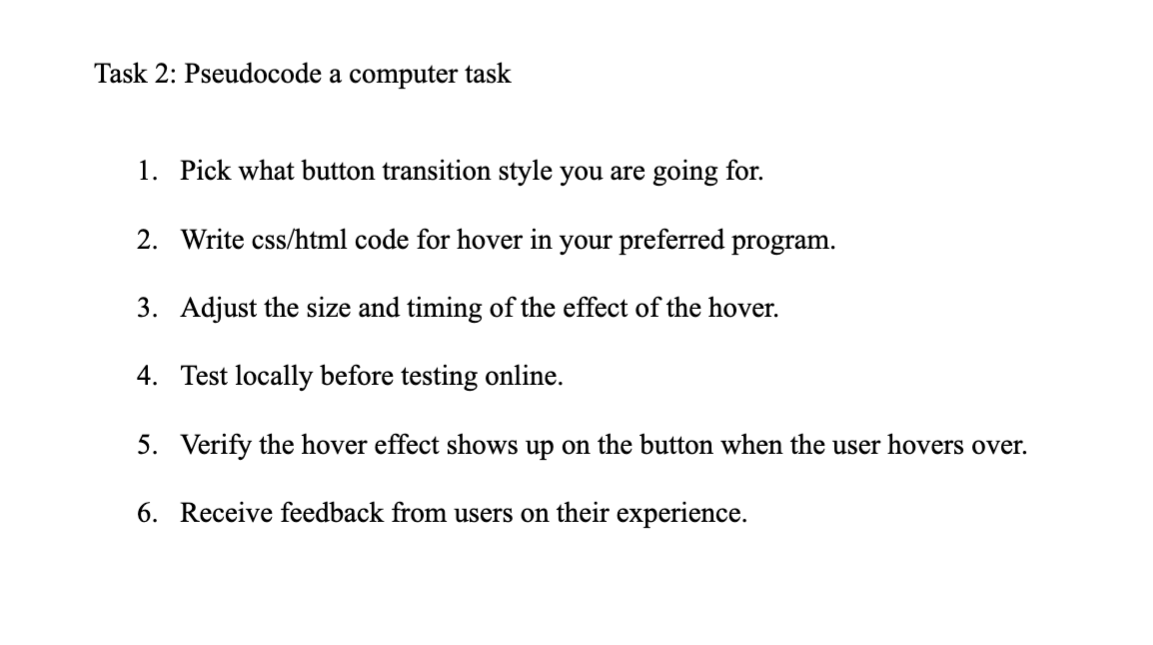 Task 2: Pseudocode a computer task
1. Pick what button transition style you are going for.
2. Write css/html code for hover in your preferred program.
3. Adjust the size and timing of the effect of the hover.
4. Test locally before testing online.
5. Verify the hover effect shows up on the button when the user hovers over.
6. Receive feedback from users on their experience.